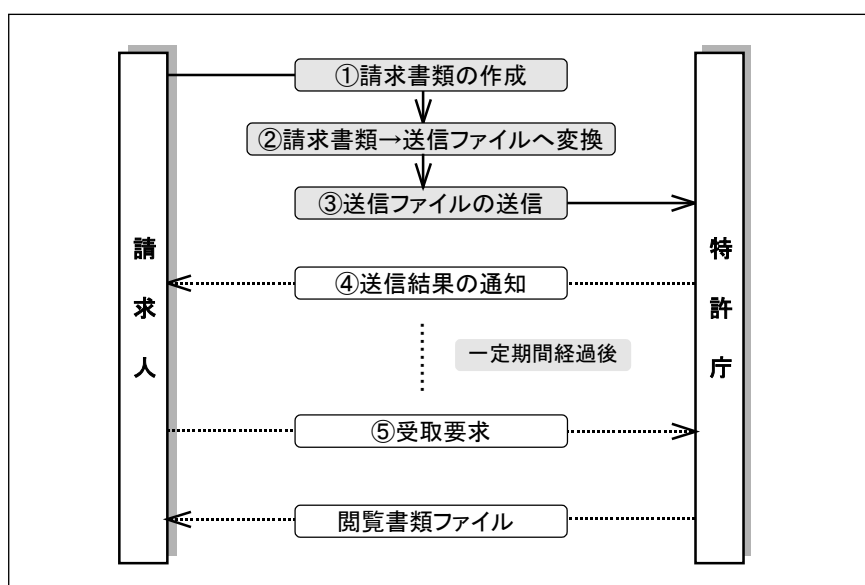 請求人
特許庁
①請求書類の作成
②請求書類→送信ファイルへ変換
③送信ファイルの送信
④送信結果の通知
一定期間経過後
⑤受取要求
閲覧書類ファイル